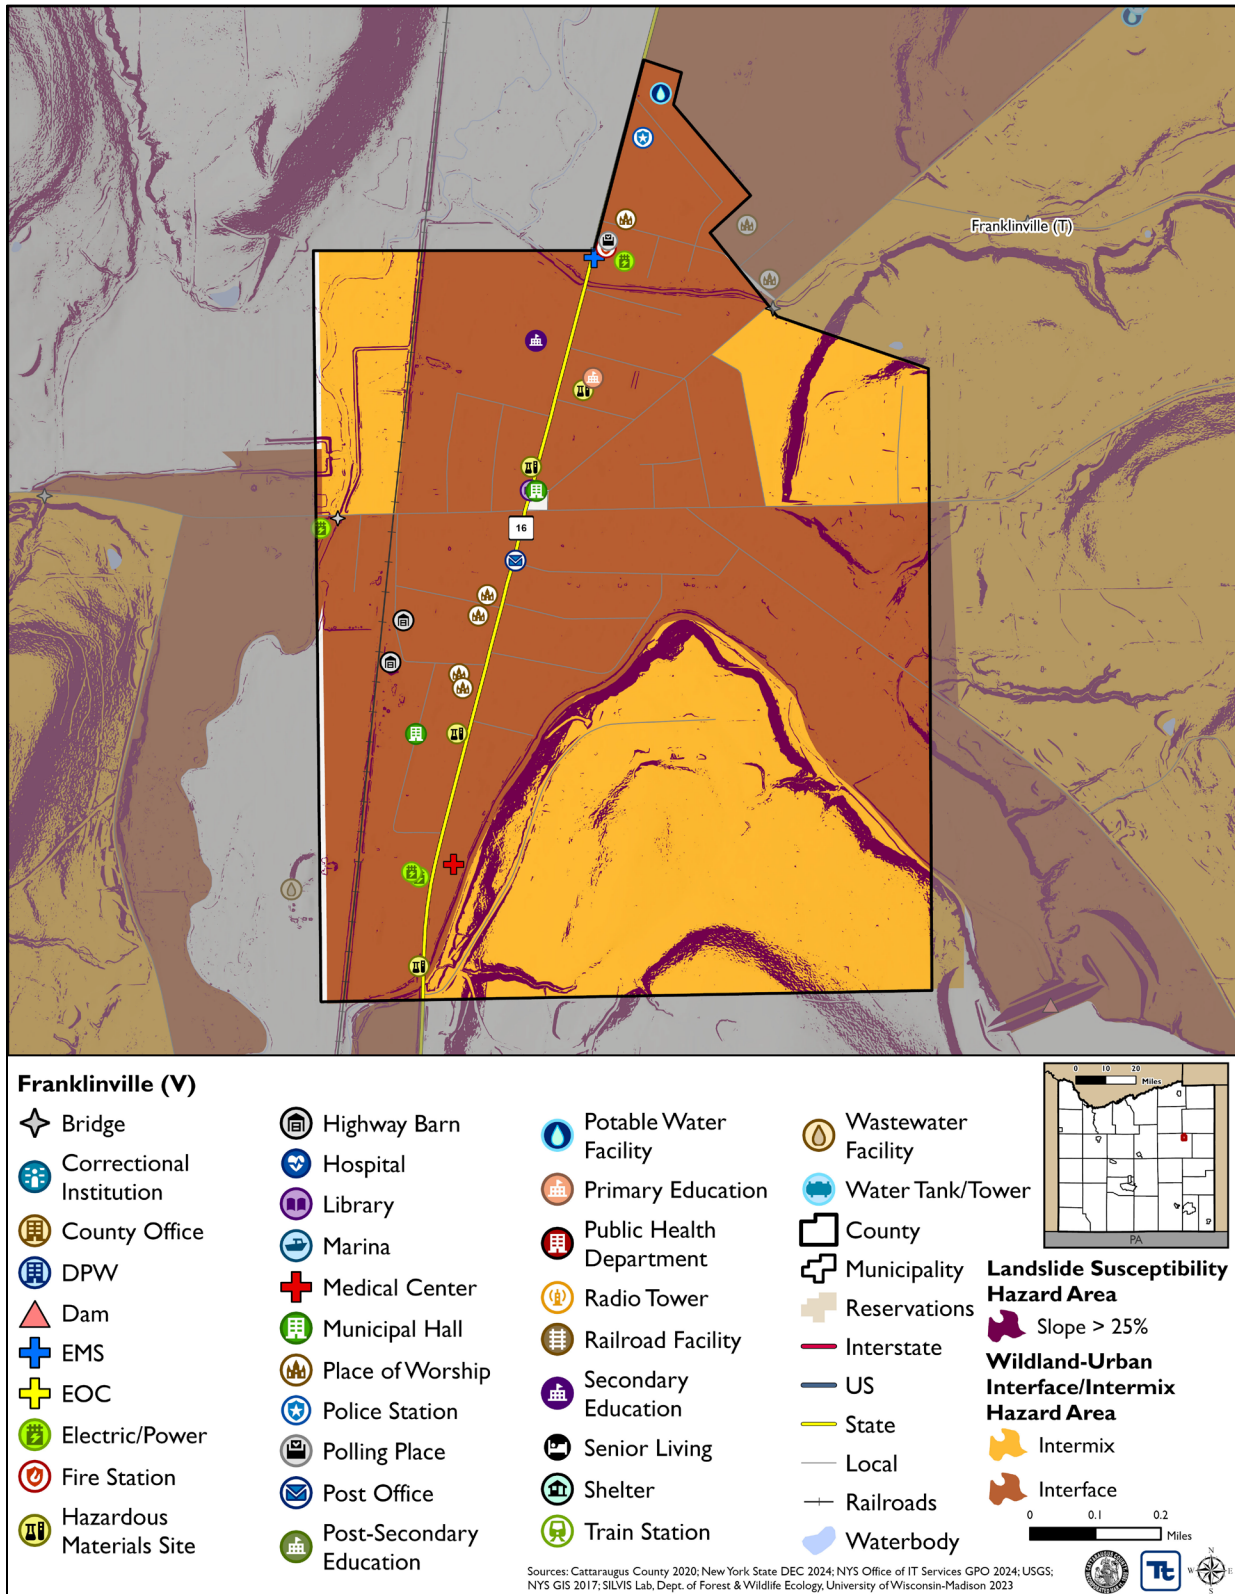 Franklinville (T)
16
Franklinville (V)
Bridge
Correctional
Institution
County Office
DPW
Dam
EMS
EOC
Electric/Power
Fire Station
Hazardous
Materials Site
Highway Barn
Hospital
Library
Marina
Medical Center
Municipal Hall
Place of Worship
Police Station
Polling Place
Post Office
Post-Secondary
Education
Potable Water
Facility
Primary Education
Public Health
Department
Radio Tower
Railroad Facility
Secondary
Education
Senior Living
Shelter
Train Station
Wastewater
Facility
Water Tank/Tower
County
Municipality
Reservations
Interstate
US
State
Local
Railroads
Waterbody
0 10 20
Miles
PA
Landslide Susceptibility
Hazard Area
Slope > 25%
Wildland-Urban
Interface/Intermix
Hazard Area
Intermix
Interface
0 0.1 0.2
Miles
Tt
N
W E
S
Sources: Cattaraugus County 2020; New York State DEC 2024; NYS Office of IT Services GPO 2024; USGS;
NYS GIS 2017; SILVIS Lab, Dept. of Forest & Wildlife Ecology, University of Wisconsin-Madison 2023